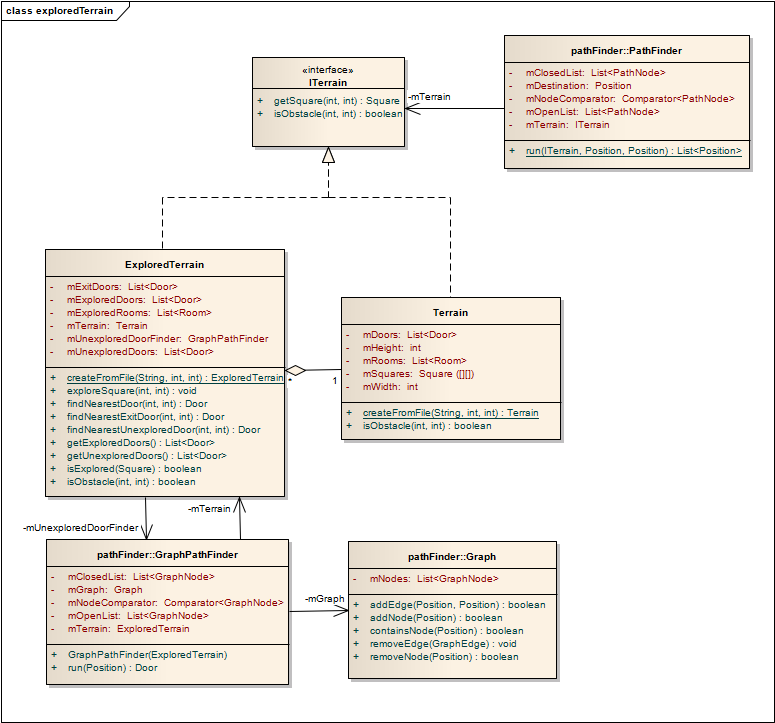 class exploredTerrain
«interface»
ITerrain
+ getSquare(int, int) : Square
+ isObstacle(int, int) : boolean
-mTerrain
pathFinder::PathFinder
- mClosedList: List<PathNode>
- mDestination: Position
- mNodeComparator: Comparator<PathNode>
- mOpenList: List<PathNode>
- mTerrain: ITerrain
+ run(ITerrain, Position, Position) : List<Position>
ExploredTerrain
- mExitDoors: List<Door>
- mExploredDoors: List<Door>
- mExploredRooms: List<Room>
- mTerrain: Terrain
- mUnexploredDoorFinder: GraphPathFinder
- mUnexploredDoors: List<Door>
+ createFromFile(String, int, int) : ExploredTerrain
+ exploreSquare(int, int) : void
+ findNearestDoor(int, int) : Door
+ findNearestExitDoor(int, int) : Door
+ findNearestUnexploredDoor(int, int) : Door
+ getExploredDoors() : List<Door>
+ getUnexploredDoors() : List<Door>
+ isExplored(Square) : boolean
+ isObstacle(int, int) : boolean
*
1
Terrain
- mDoors: List<Door>
- mHeight: int
- mRooms: List<Room>
- mSquares: Square ([][])
- mWidth: int
+ createFromFile(String, int, int) : Terrain
+ isObstacle(int, int) : boolean
-mTerrain
-mUnexploredDoorFinder
pathFinder::GraphPathFinder
- mClosedList: List<GraphNode>
- mGraph: Graph
- mNodeComparator: Comparator<GraphNode>
- mOpenList: List<GraphNode>
- mTerrain: ExploredTerrain
+ GraphPathFinder(ExploredTerrain)
+ run(Position) : Door
-mGraph
pathFinder::Graph
- mNodes: List<GraphNode>
+ addEdge(Position, Position) : boolean
+ addNode(Position) : boolean
+ containsNode(Position) : boolean
+ removeEdge(GraphEdge) : void
+ removeNode(Position) : boolean